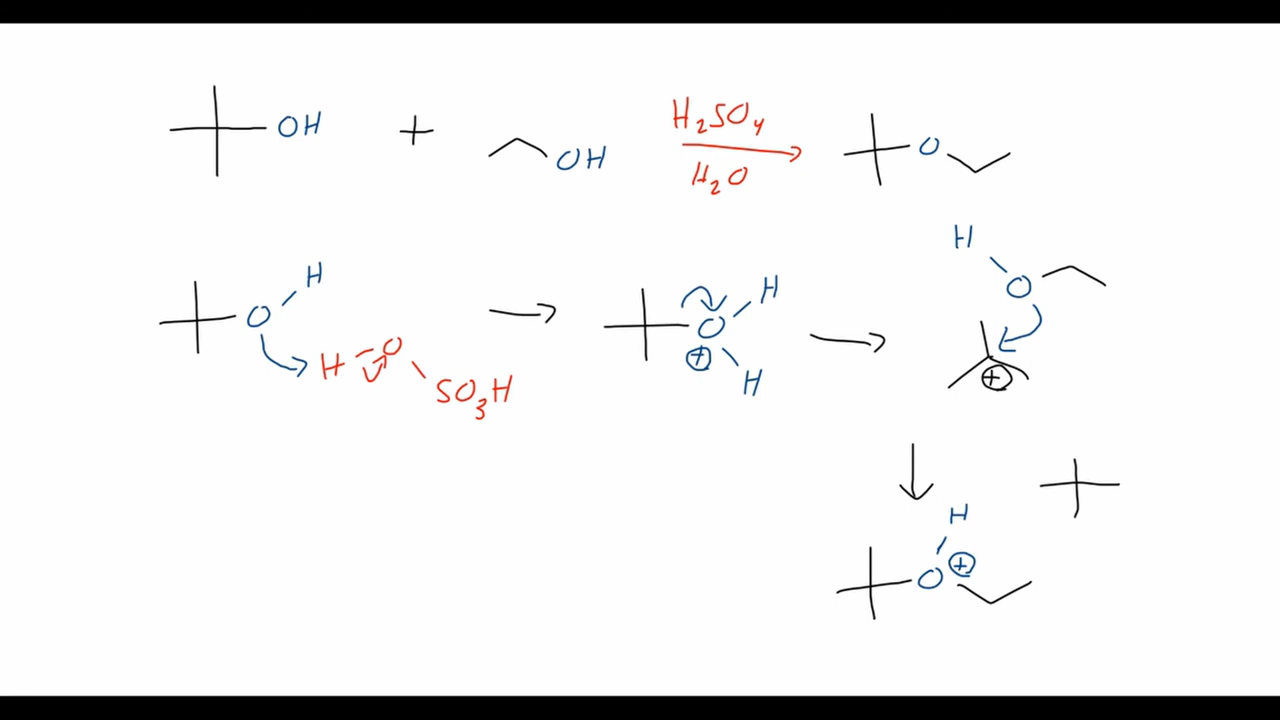 OH + OH H₂SO₄ O
H₂O
H
O H O SO₃H
H
O
⊕
H
H
O
⊕
H
O ⊕